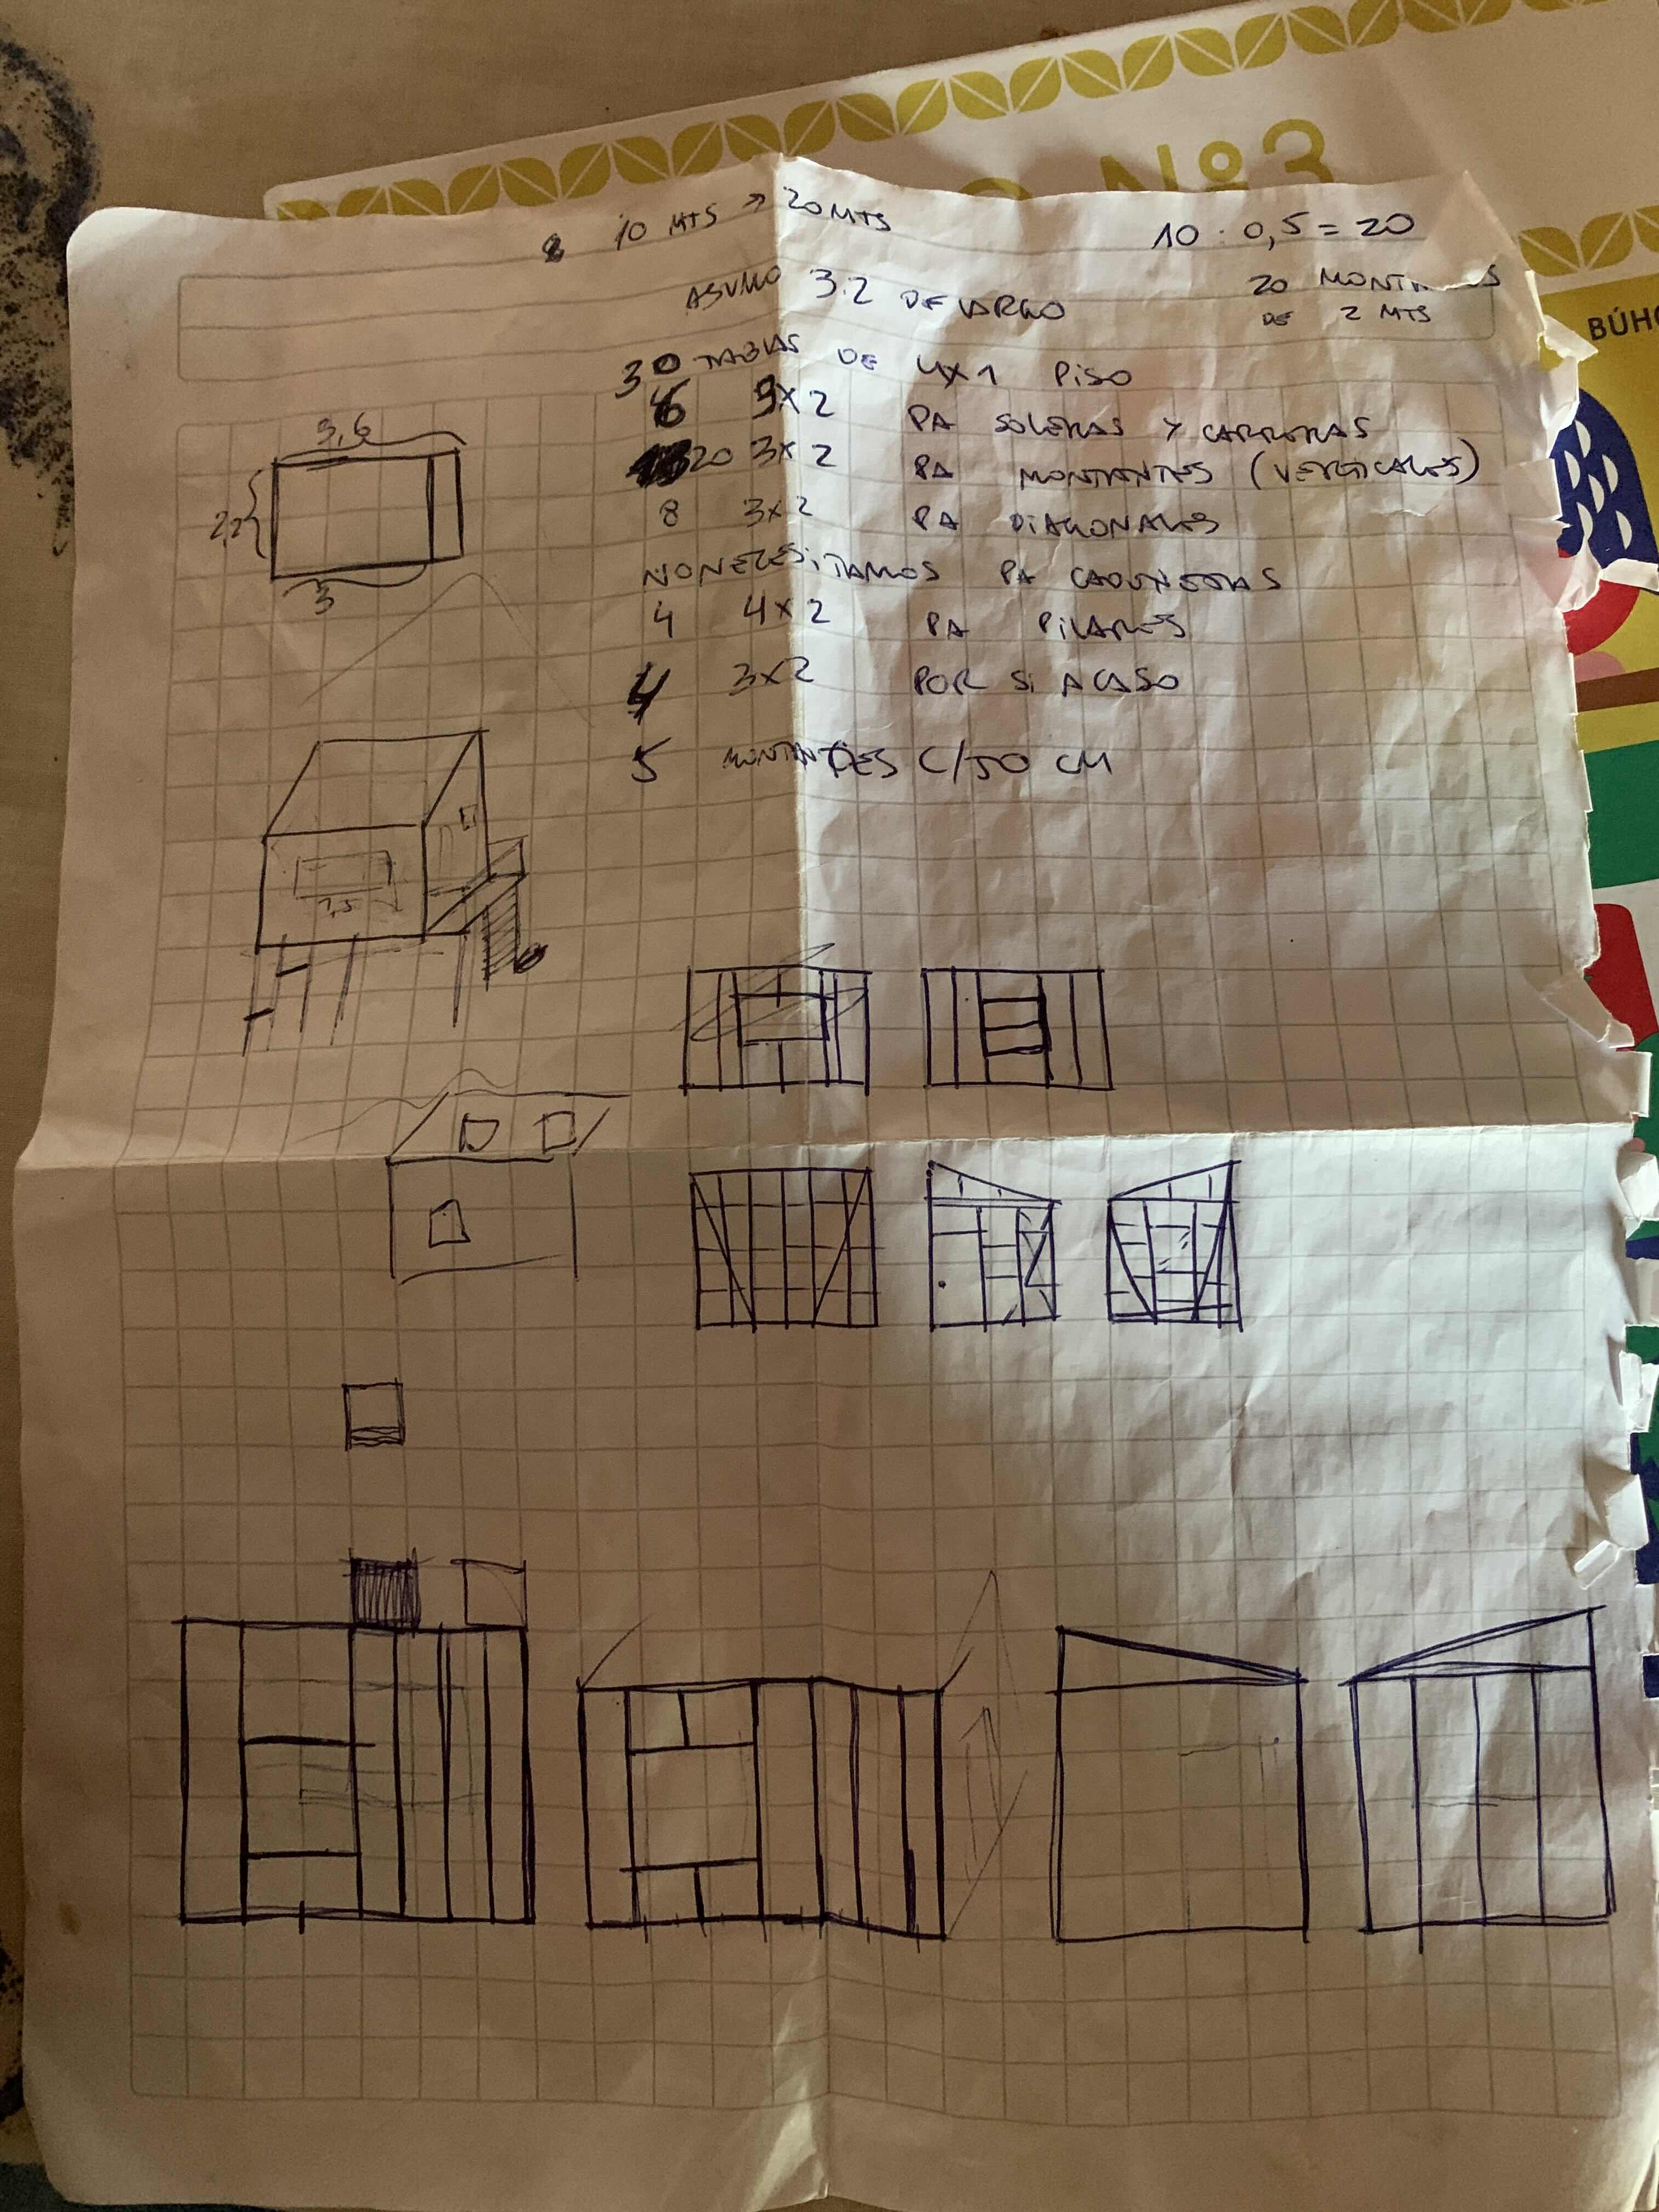 Nº3
BÚHO
10 MTS → 20 MTS
10 : 0,5 = 20
ASUMO 3.2 DE LARGO
20
DE 2 MTS
30 TABLAS DE 4x1 PISO
6 3x2 PA SOLERAS Y CARRERAS
20 3x2 PA MONTANTES (VERTICALES)
8 3x2 PA DIAGONALES
NO NECESITAMOS PA CADENETAS
4 4x2 PA PILARES
4 3x2 POR SI ACASO
5 MONTANTES C/50 CM
3,6
2,2
3
1,5